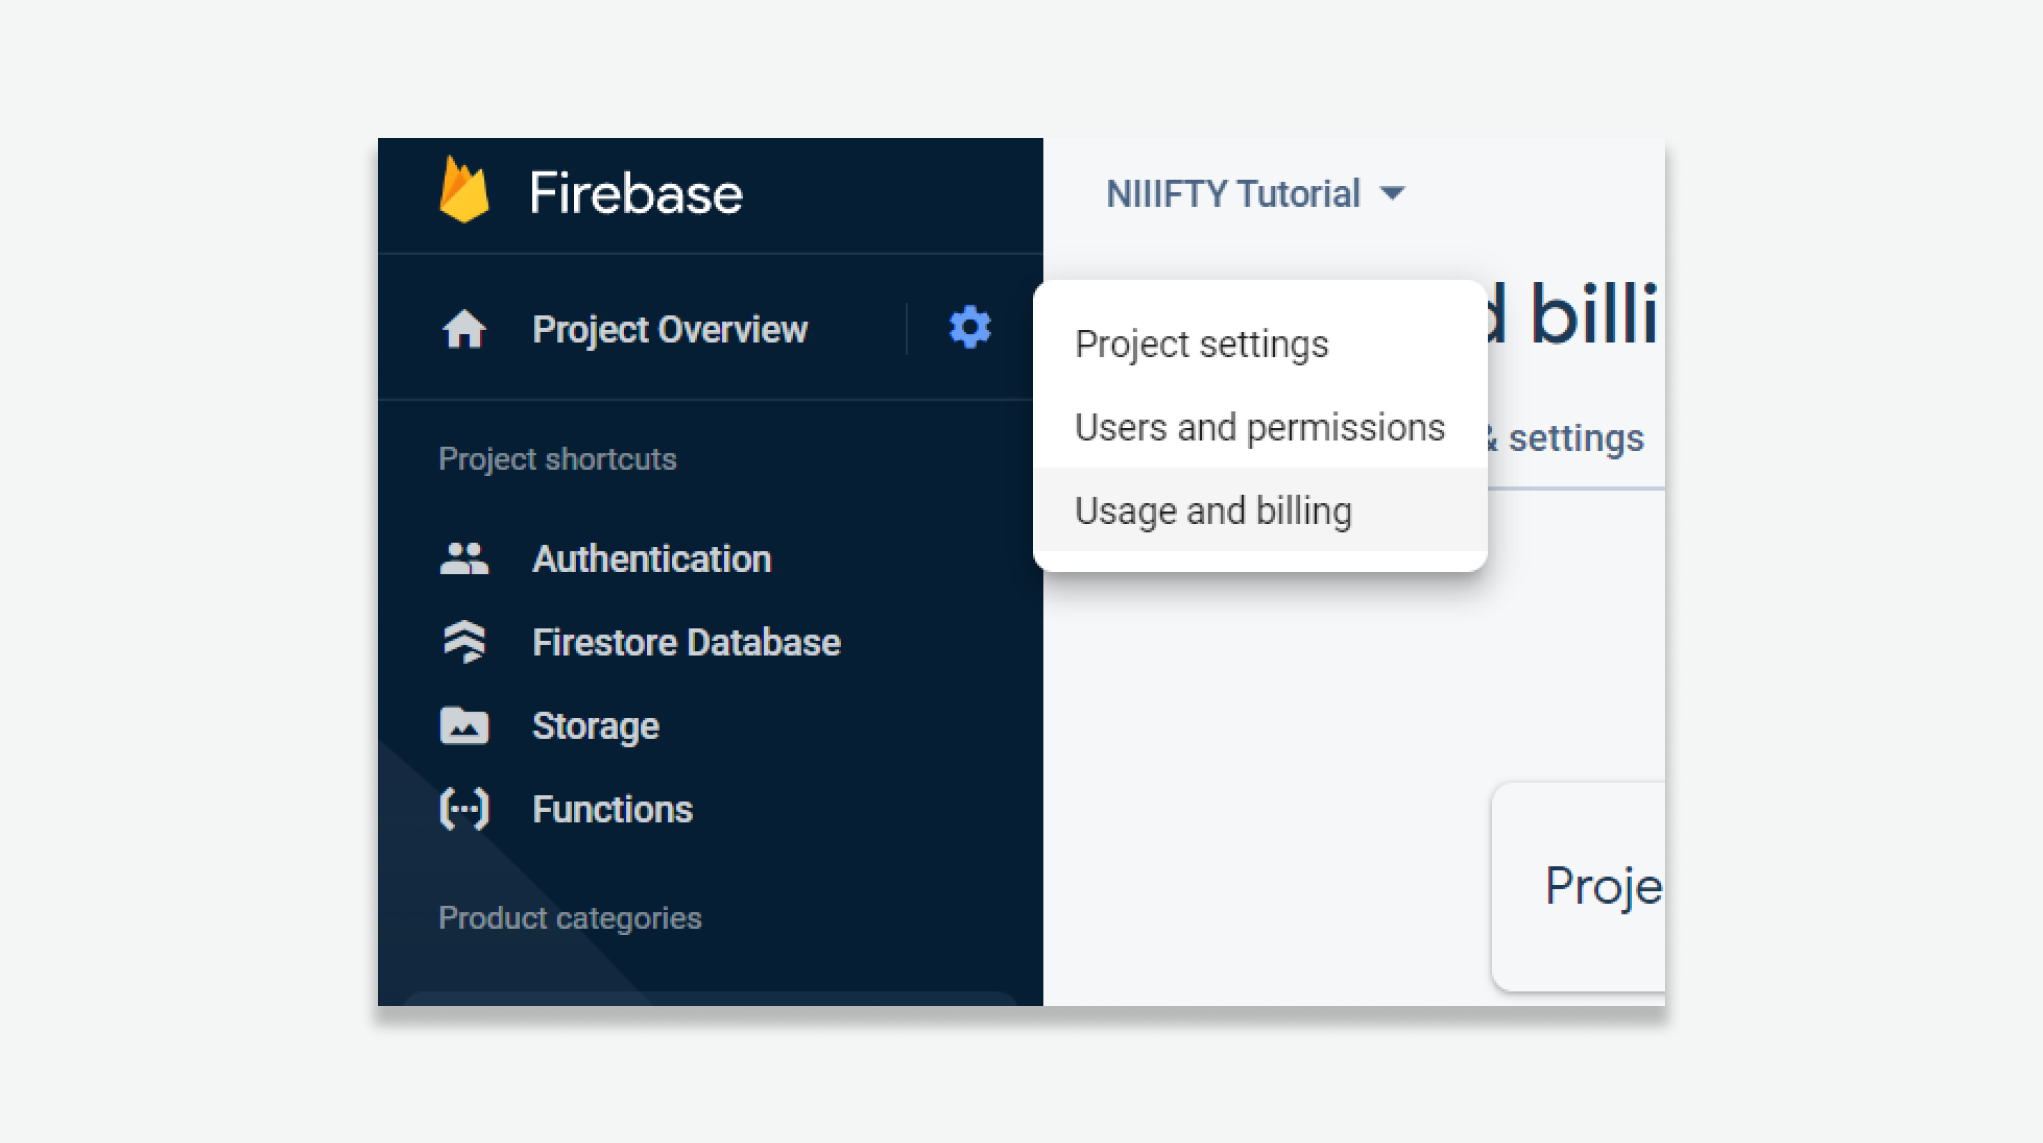 Firebase
Project Overview
Project shortcuts
Authentication
Firestore Database
Storage
Functions
Product categories
NIIIFTY Tutorial
Project settings
Users and permissions
Usage and billing
d billi
& settings
Proje